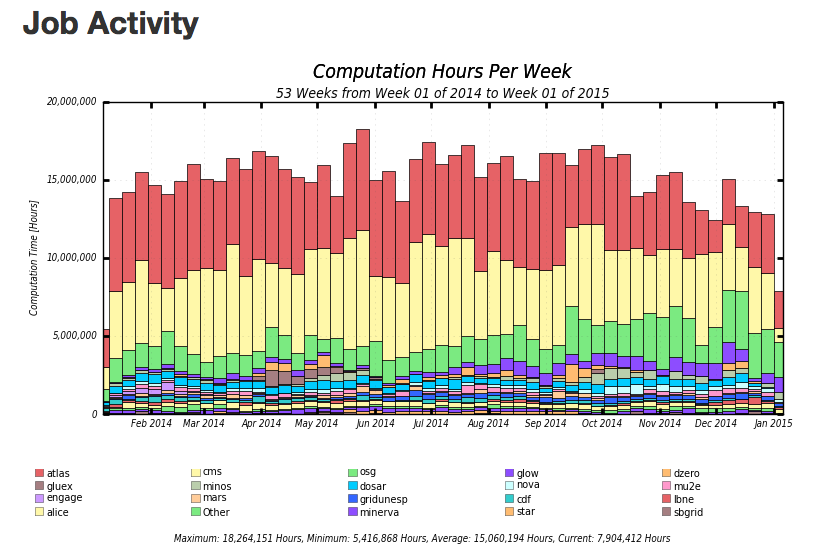 Job Activity
Computation Hours Per Week
53 Weeks from Week 01 of 2014 to Week 01 of 2015
20,000,000
15,000,000
10,000,000
5,000,000
0
Computation Time [Hours]
Feb 2014 Mar 2014 Apr 2014 May 2014 Jun 2014 Jul 2014 Aug 2014 Sep 2014 Oct 2014 Nov 2014 Dec 2014 Jan 2015
atlas cms osg glow dzero
gluex minos dosar nova mu2e
engage mars gridunesp cdf lbne
alice Other minerva star sbgrid
Maximum: 18,264,151 Hours, Minimum: 5,416,868 Hours, Average: 15,060,194 Hours, Current: 7,904,412 Hours